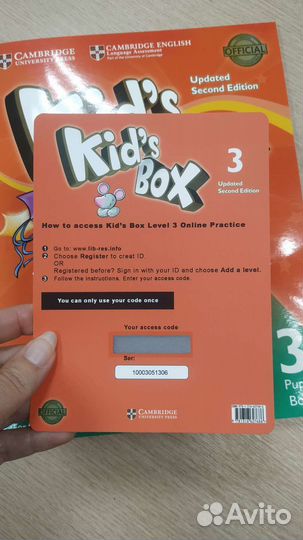 CAMBRIDGE
UNIVERSITY PRESS
CAMBRIDGE ENGLISH
Language Assessment
Part of the University of Cambridge
OFFICIAL
Updated
Second Edition
Kid's
Kid's
Box
3
Updated
Second Edition
How to access Kid's Box Level 3 Online Practice
1 Go to: www.lib-res.info
2 Choose Register to creat ID.
OR
Registered before? Sign in with your ID and choose Add a level.
3 Follow the instructions. Enter your access code.
You can only use your code once
Your access code
Ser:
10003051306
OFFICIAL
CAMBRIDGE
UNIVERSITY PRESS
3
Pup
Bo
Avito